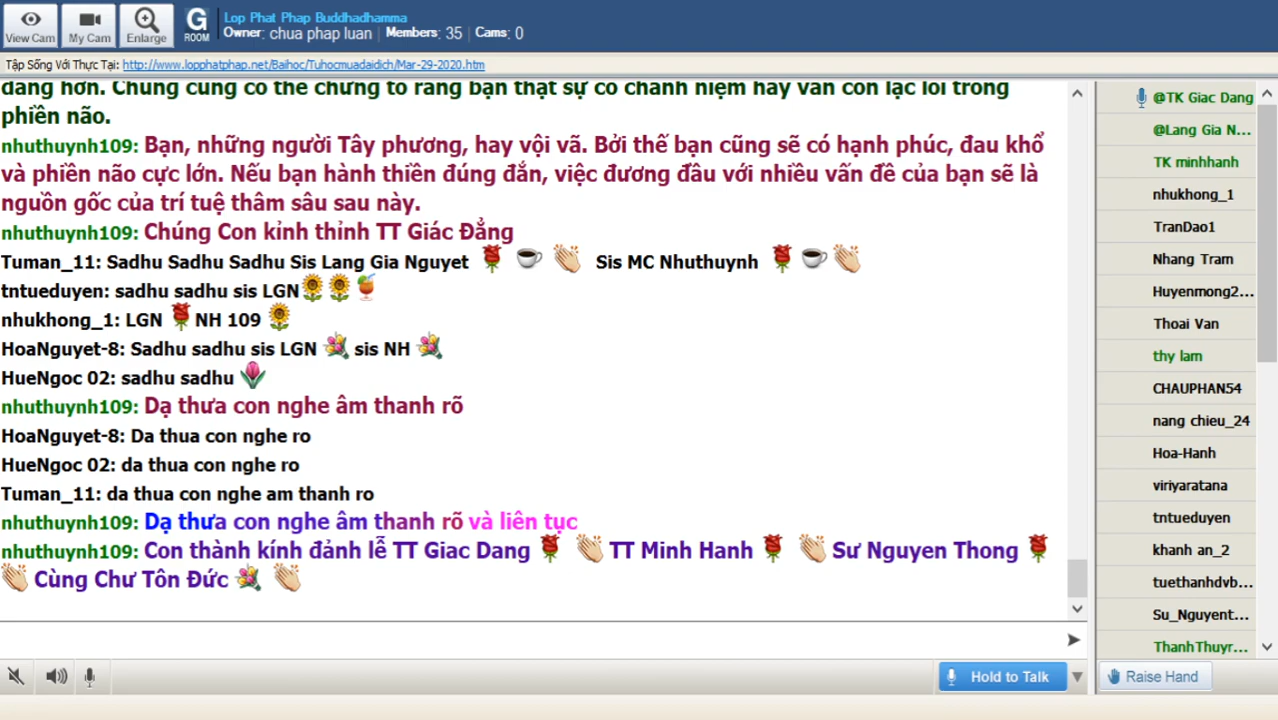 View Cam
My Cam
Enlarge
G
ROOM
Lop Phat Phap Buddhadhamma
Owner: chua phap luan | Members: 35 | Cams: 0
Tập Sống Với Thực Tại: http://www.lopphatphap.net/Baihoc/Tuhocmuadaidich/Mar-29-2020.htm
đáng hơn. Chúng cũng có thể chứng tỏ rằng bạn thật sự có chánh niệm hay vẫn còn lạc lối trong
phiền não.
nhuthuynh109: Bạn, những người Tây phương, hay vội vã. Bởi thế bạn cũng sẽ có hạnh phúc, đau khổ
và phiền não cực lớn. Nếu bạn hành thiền đúng đắn, việc đương đầu với nhiều vấn đề của bạn sẽ là
nguồn gốc của trí tuệ thâm sâu sau này.
nhuthuynh109: Chúng Con kỉnh thỉnh TT Giác Đẳng
Tuman_11: Sadhu Sadhu Sadhu Sis Lang Gia Nguyet Sis MC Nhuthuynh
tntueduyen: sadhu sadhu sis LGN
nhukhong_1: LGN NH 109
HoaNguyet-8: Sadhu sadhu sis LGN sis NH
HueNgoc 02: sadhu sadhu
nhuthuynh109: Dạ thưa con nghe âm thanh rõ
HoaNguyet-8: Da thua con nghe ro
HueNgoc 02: da thua con nghe ro
Tuman_11: da thua con nghe am thanh ro
nhuthuynh109: Dạ thưa con nghe âm thanh rõ và liên tục
nhuthuynh109: Con thành kính đảnh lễ TT Giac Dang TT Minh Hanh Sư Nguyen Thong
Cùng Chư Tôn Đức
Hold to Talk
@TK Giac Dang
@Lang Gia N...
TK minhhanh
nhukhong_1
TranDao1
Nhang Tram
Huyenmong2...
Thoai Van
thy lam
CHAUPHAN54
nang chieu_24
Hoa-Hanh
viriyaratana
tntueduyen
khanh an_2
tuethanhdvb...
Su_Nguyent...
ThanhThuyr...
Raise Hand